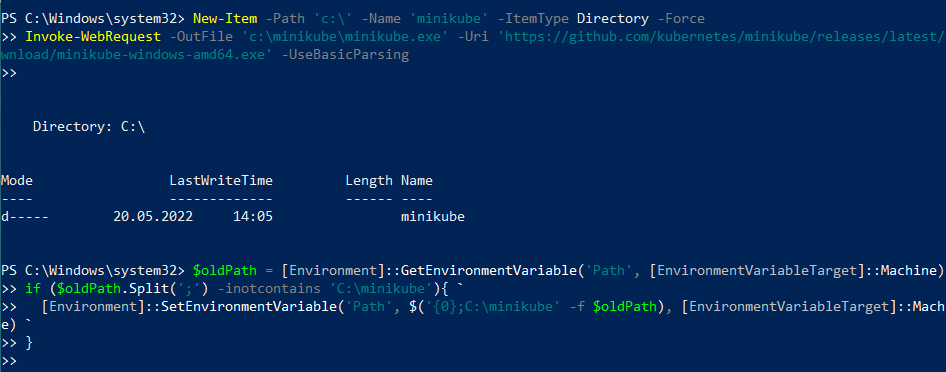 PS C:\Windows\system32> New-Item -Path 'c:\' -Name 'minikube' -ItemType Directory -Force
>> Invoke-WebRequest -OutFile 'c:\minikube\minikube.exe' -Uri 'https://github.com/kubernetes/minikube/releases/latest/
wnload/minikube-windows-amd64.exe' -UseBasicParsing
>>
Directory: C:\
Mode LastWriteTime Length Name
---- ------------- ------ ----
d----- 20.05.2022 14:05 minikube
PS C:\Windows\system32> $oldPath = [Environment]::GetEnvironmentVariable('Path', [EnvironmentVariableTarget]::Machine)
>> if ($oldPath.Split(';') -inotcontains 'C:\minikube'){ `
>> [Environment]::SetEnvironmentVariable('Path', $('{0};C:\minikube' -f $oldPath), [EnvironmentVariableTarget]::Mach
e) `
>> }
>>